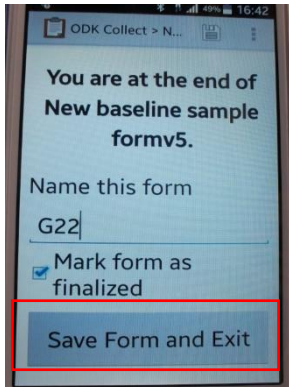 49% 16:42
ODK Collect > N...
You are at the end of
New baseline sample
formv5.
Name this form
G22
Mark form as
finalized
Save Form and Exit